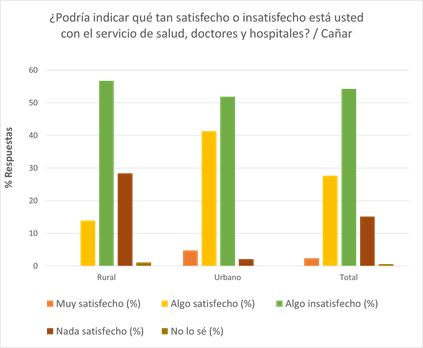 ¿Podría indicar qué tan satisfecho o insatisfecho está usted
con el servicio de salud, doctores y hospitales? / Cañar
% Respuestas
60
50
40
30
20
10
0
Rural Urbano Total
Muy satisfecho (%) Algo satisfecho (%) Algo insatisfecho (%)
Nada satisfecho (%) No lo sé (%)